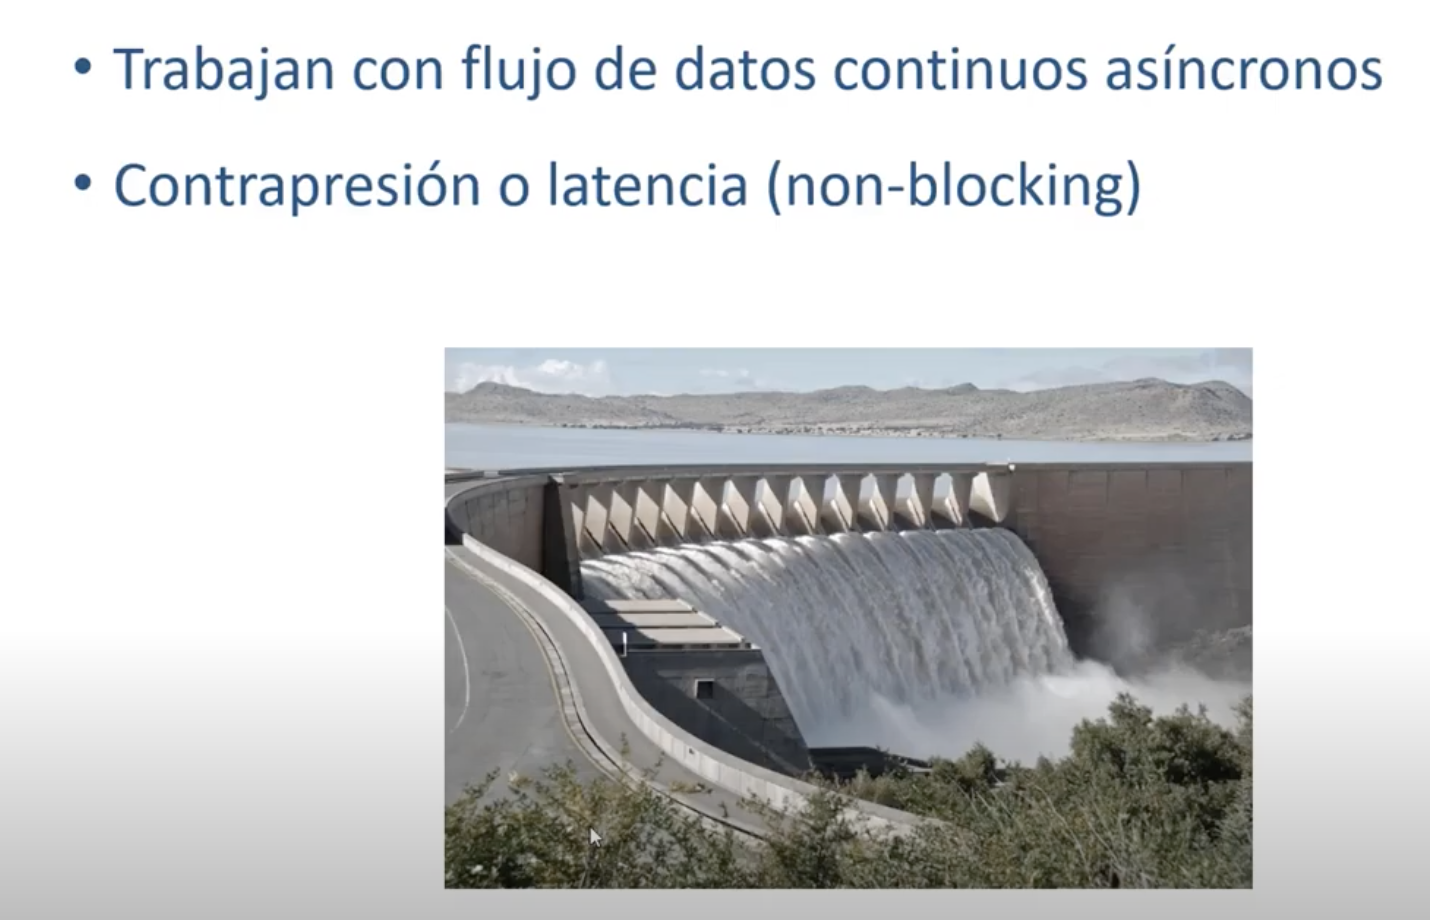 • Trabajan con flujo de datos continuos asíncronos
• Contrapresión o latencia (non-blocking)